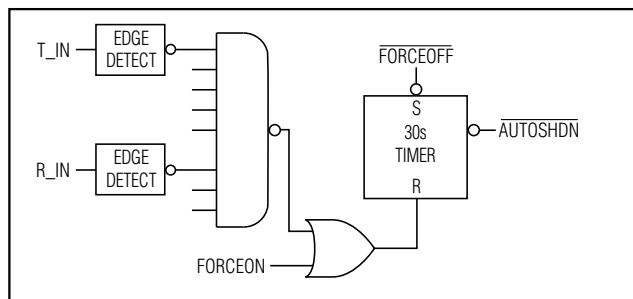 T_IN
EDGE
DETECT
R_IN
EDGE
DETECT
FORCEON
FORCEOFF
S
30s
TIMER
R
AUTOSHDN